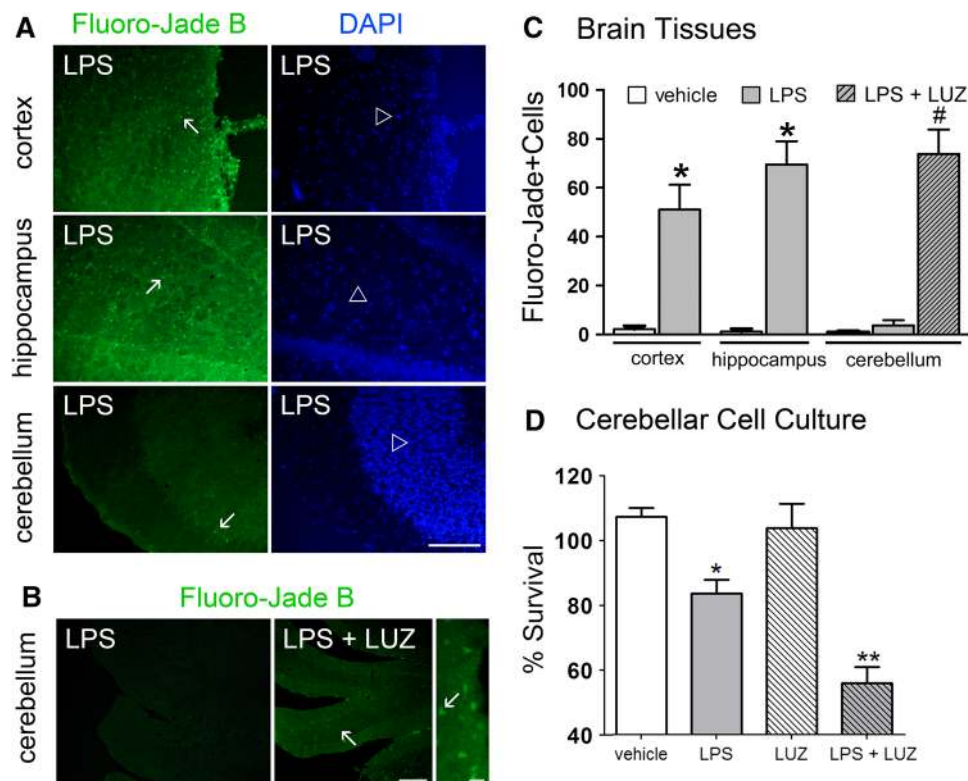 A
Fluoro-Jade B
DAPI
cortex
LPS
LPS
hippocampus
LPS
LPS
cerebellum
LPS
LPS
B
Fluoro-Jade B
cerebellum
LPS
LPS + LUZ
C Brain Tissues
vehicle LPS LPS + LUZ
Fluoro-Jade+Cells
100
80
60
40
20
0
* * #
cortex hippocampus cerebellum
D Cerebellar Cell Culture
% Survival
120
100
80
60
40
* **
vehicle LPS LUZ LPS + LUZ